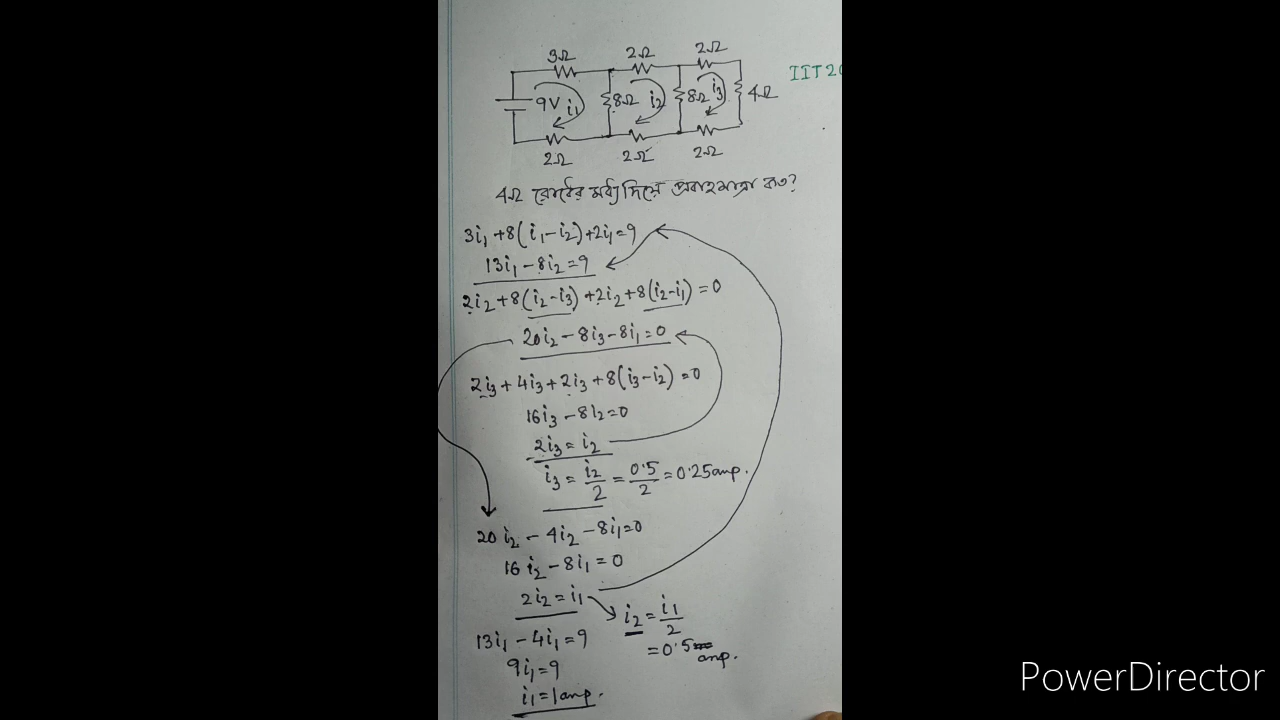 3Ω 2Ω 2Ω
IIT 20
9V i₁ 8Ω i₂ 8Ω i₃ 4Ω
2Ω 2Ω 2Ω
4Ω রোধের মধ্য দিয়ে প্রবাহমাত্রা কত?
3i₁ + 8(i₁ - i₂) + 2i₁ = 9
13i₁ - 8i₂ = 9
2i₂ + 8(i₂ - i₃) + 2i₂ + 8(i₂ - i₁) = 0
20i₂ - 8i₃ - 8i₁ = 0
2i₃ + 4i₃ + 2i₃ + 8(i₃ - i₂) = 0
16i₃ - 8i₂ = 0
2i₃ = i₂
i₃ = i₂/2 = 0.5/2 = 0.25 amp.
20 i₂ - 4i₂ - 8i₁ = 0
16 i₂ - 8i₁ = 0
2i₂ = i₁
i₂ = i₁/2
= 0.5 amp.
13i₁ - 4i₁ = 9
9i₁ = 9
i₁ = 1 amp.
PowerDirector